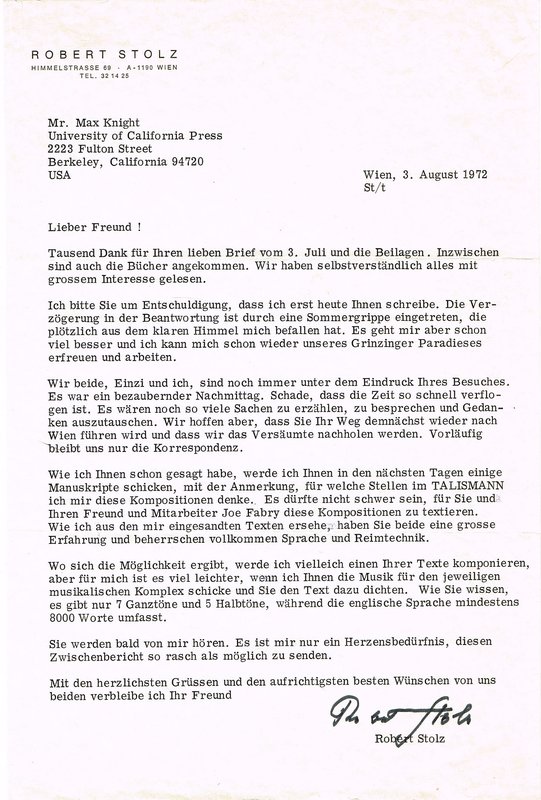 ROBERT STOLZ
HIMMELSTRASSE 69 · A-1190 WIEN
TEL. 32 14 25
Mr. Max Knight
University of California Press
2223 Fulton Street
Berkeley, California 94720
USA
Wien, 3. August 1972
St/t
Lieber Freund !
Tausend Dank für Ihren lieben Brief vom 3. Juli und die Beilagen. Inzwischen
sind auch die Bücher angekommen. Wir haben selbstverständlich alles mit
grossem Interesse gelesen.
Ich bitte Sie um Entschuldigung, dass ich erst heute Ihnen schreibe. Die Ver-
zögerung in der Beantwortung ist durch eine Sommergrippe eingetreten, die
plötzlich aus dem klaren Himmel mich befallen hat. Es geht mir aber schon
viel besser und ich kann mich schon wieder unseres Grinzinger Paradieses
erfreuen und arbeiten.
Wir beide, Einzi und ich, sind noch immer unter dem Eindruck Ihres Besuches.
Es war ein bezaubernder Nachmittag. Schade, dass die Zeit so schnell verflo-
gen ist. Es wären noch so viele Sachen zu erzählen, zu besprechen und Gedan-
ken auszutauschen. Wir hoffen aber, dass Sie Ihr Weg demnächst wieder nach
Wien führen wird und dass wir das Versäumte nachholen werden. Vorläufig
bleibt uns nur die Korrespondenz.
Wie ich Ihnen schon gesagt habe, werde ich Ihnen in den nächsten Tagen einige
Manuskripte schicken, mit der Anmerkung, für welche Stellen im TALISMANN
ich mir diese Kompositionen denke. Es dürfte nicht schwer sein, für Sie und
Ihren Freund und Mitarbeiter Joe Fabry diese Kompositionen zu textieren.
Wie ich aus den mir eingesandten Texten ersehe, haben Sie beide eine grosse
Erfahrung und beherrschen vollkommen Sprache und Reimtechnik.
Wo sich die Möglichkeit ergibt, werde ich vielleich einen Ihrer Texte komponieren,
aber für mich ist es viel leichter, wenn ich Ihnen die Musik für den jeweiligen
musikalischen Komplex schicke und Sie den Text dazu dichten. Wie Sie wissen,
es gibt nur 7 Ganztöne und 5 Halbtöne, während die englische Sprache mindestens
8000 Worte umfasst.
Sie werden bald von mir hören. Es ist mir nur ein Herzensbedürfnis, diesen
Zwischenbericht so rasch als möglich zu senden.
Mit den herzlichsten Grüssen und den aufrichtigsten besten Wünschen von uns
beiden verbleibe ich Ihr Freund
Robert Stolz
Robert Stolz